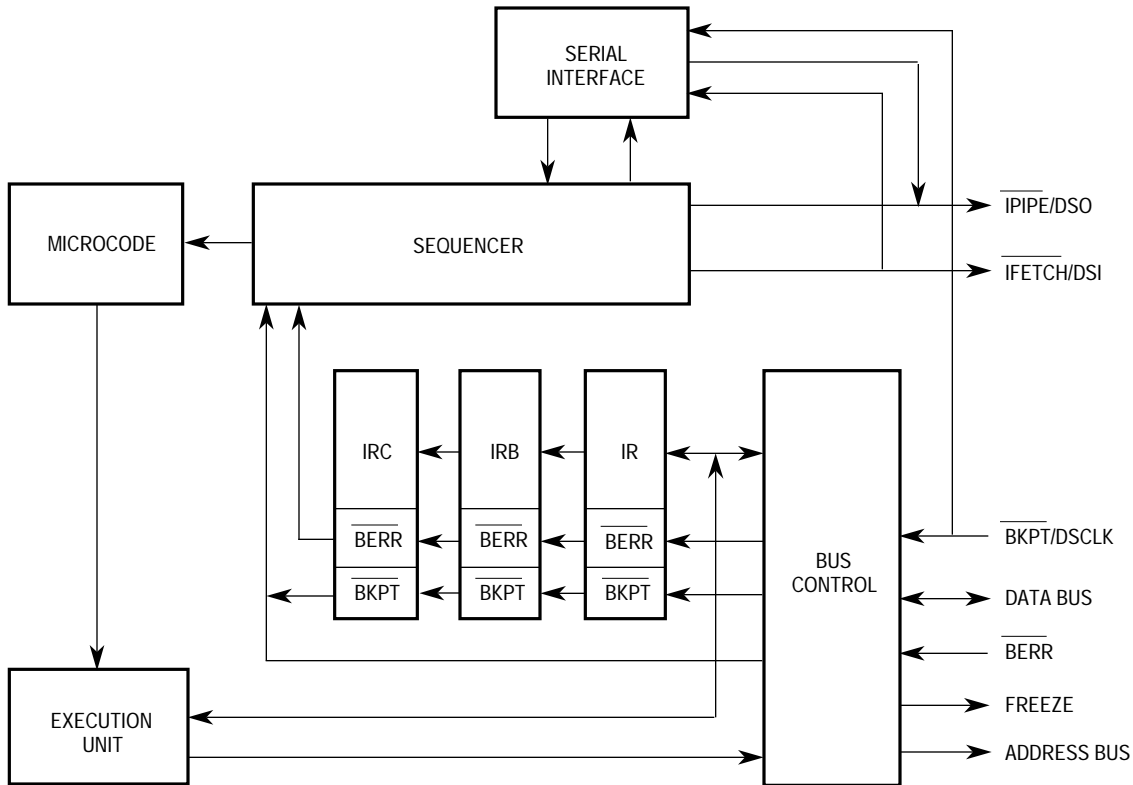 SERIAL
INTERFACE
IPIPE/DSO
MICROCODE
SEQUENCER
IFETCH/DSI
IRC
IRB
IR
BERR
BERR
BERR
BKPT
BKPT
BKPT
BUS
CONTROL
BKPT/DSCLK
DATA BUS
BERR
FREEZE
ADDRESS BUS
EXECUTION
UNIT